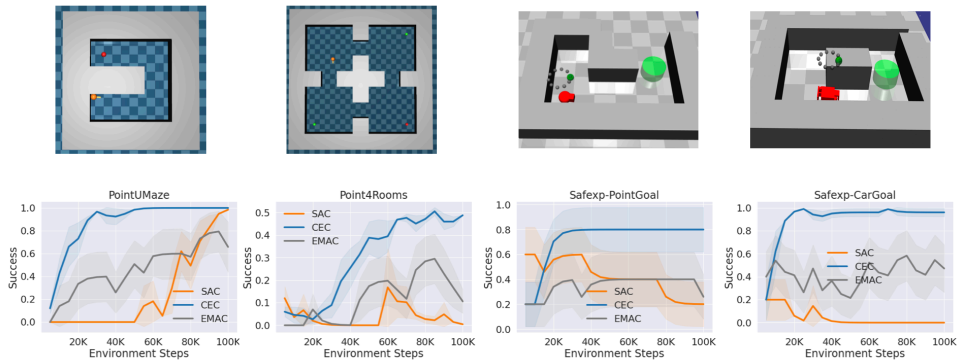 PointUMaze
Success
1.0
0.8
0.6
0.4
0.2
0.0
SAC
CEC
EMAC
20K 40K 60K 80K 100K
Environment Steps
Point4Rooms
Success
0.5
0.4
0.3
0.2
0.1
0.0
SAC
CEC
EMAC
20K 40K 60K 80K 100K
Environment Steps
Safexp-PointGoal
Success
1.0
0.8
0.6
0.4
0.2
0.0
SAC
CEC
EMAC
20K 40K 60K 80K 100K
Environment Steps
Safexp-CarGoal
Success
1.0
0.8
0.6
0.4
0.2
0.0
SAC
CEC
EMAC
20K 40K 60K 80K 100K
Environment Steps